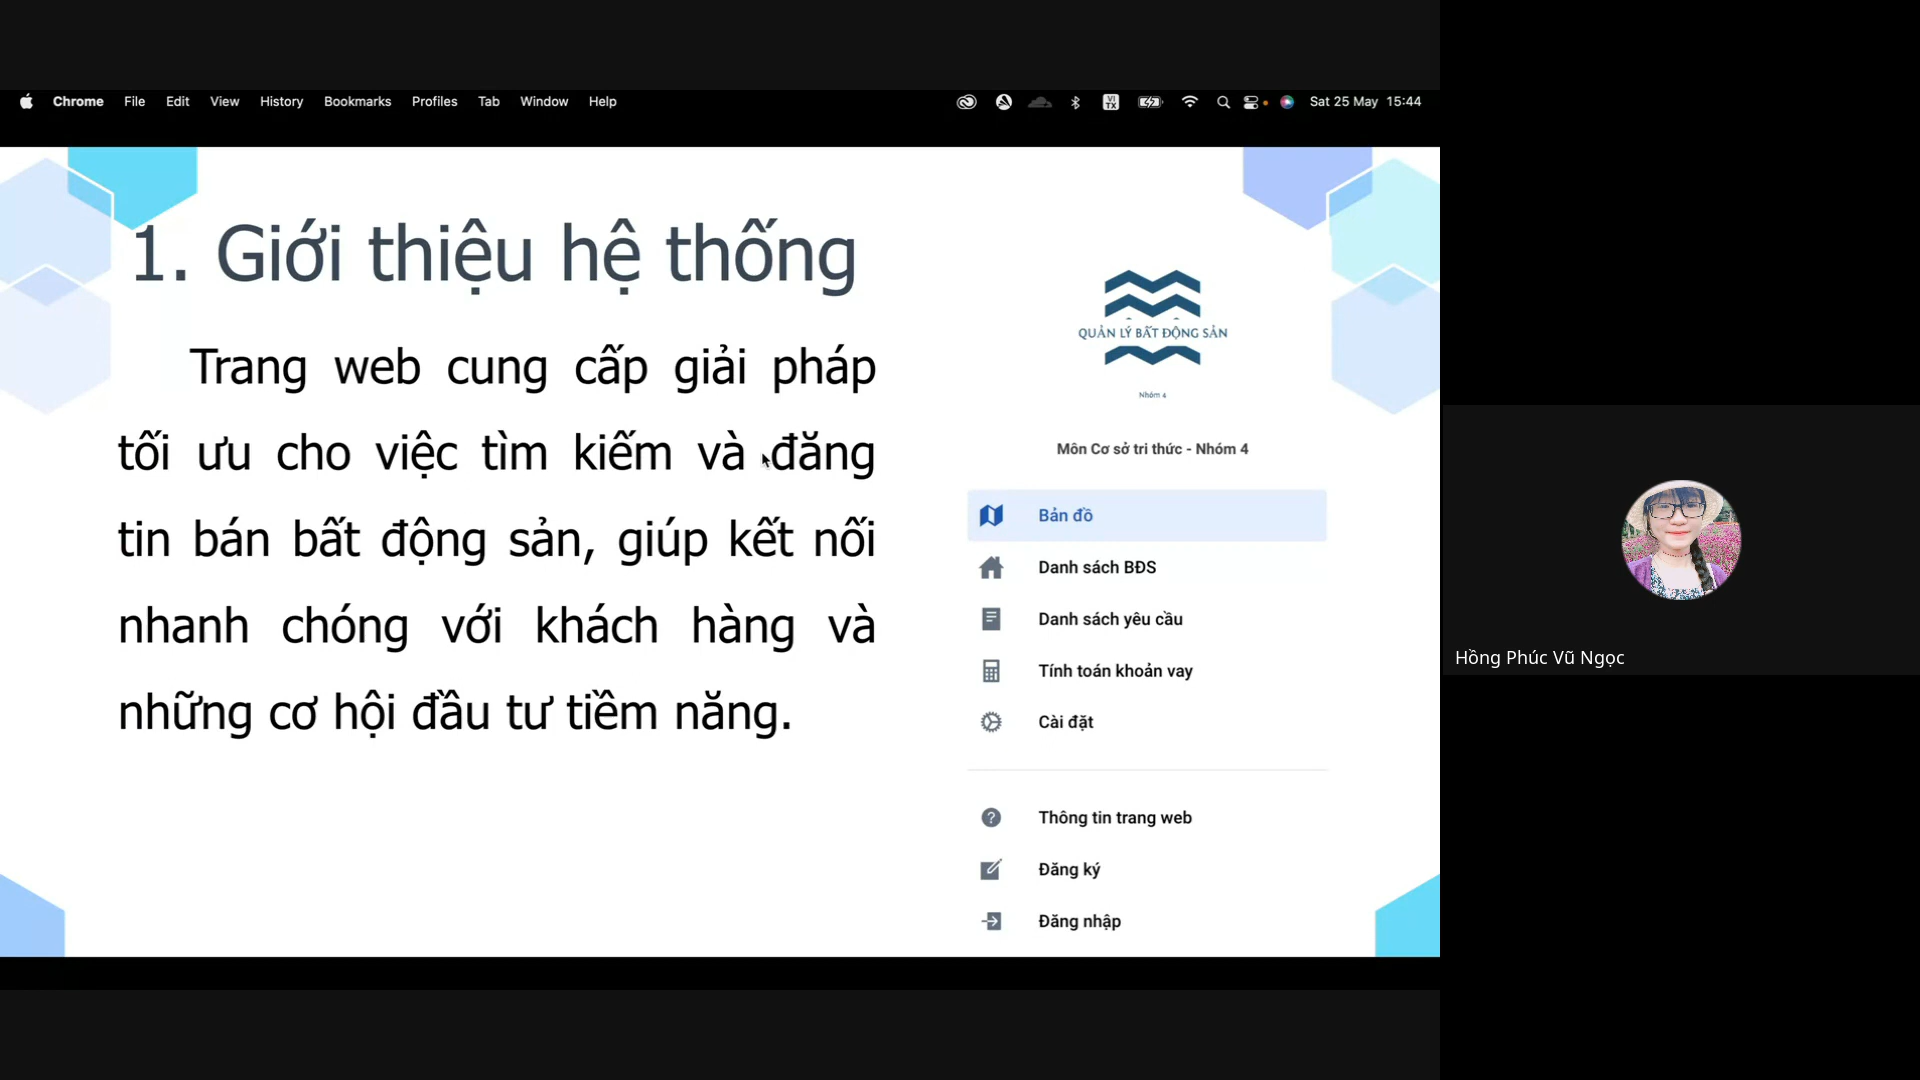 Chrome File Edit View History Bookmarks Profiles Tab Window Help
VI
TX
Sat 25 May 15:44
1. Giới thiệu hệ thống
Trang web cung cấp giải pháp
tối ưu cho việc tìm kiếm và đăng
tin bán bất động sản, giúp kết nối
nhanh chóng với khách hàng và
những cơ hội đầu tư tiềm năng.
QUẢN LÝ BẤT ĐỘNG SẢN
Nhóm 4
Môn Cơ sở tri thức - Nhóm 4
Bản đồ
Danh sách BĐS
Danh sách yêu cầu
Tính toán khoản vay
Cài đặt
Thông tin trang web
Đăng ký
Đăng nhập
Hồng Phúc Vũ Ngọc